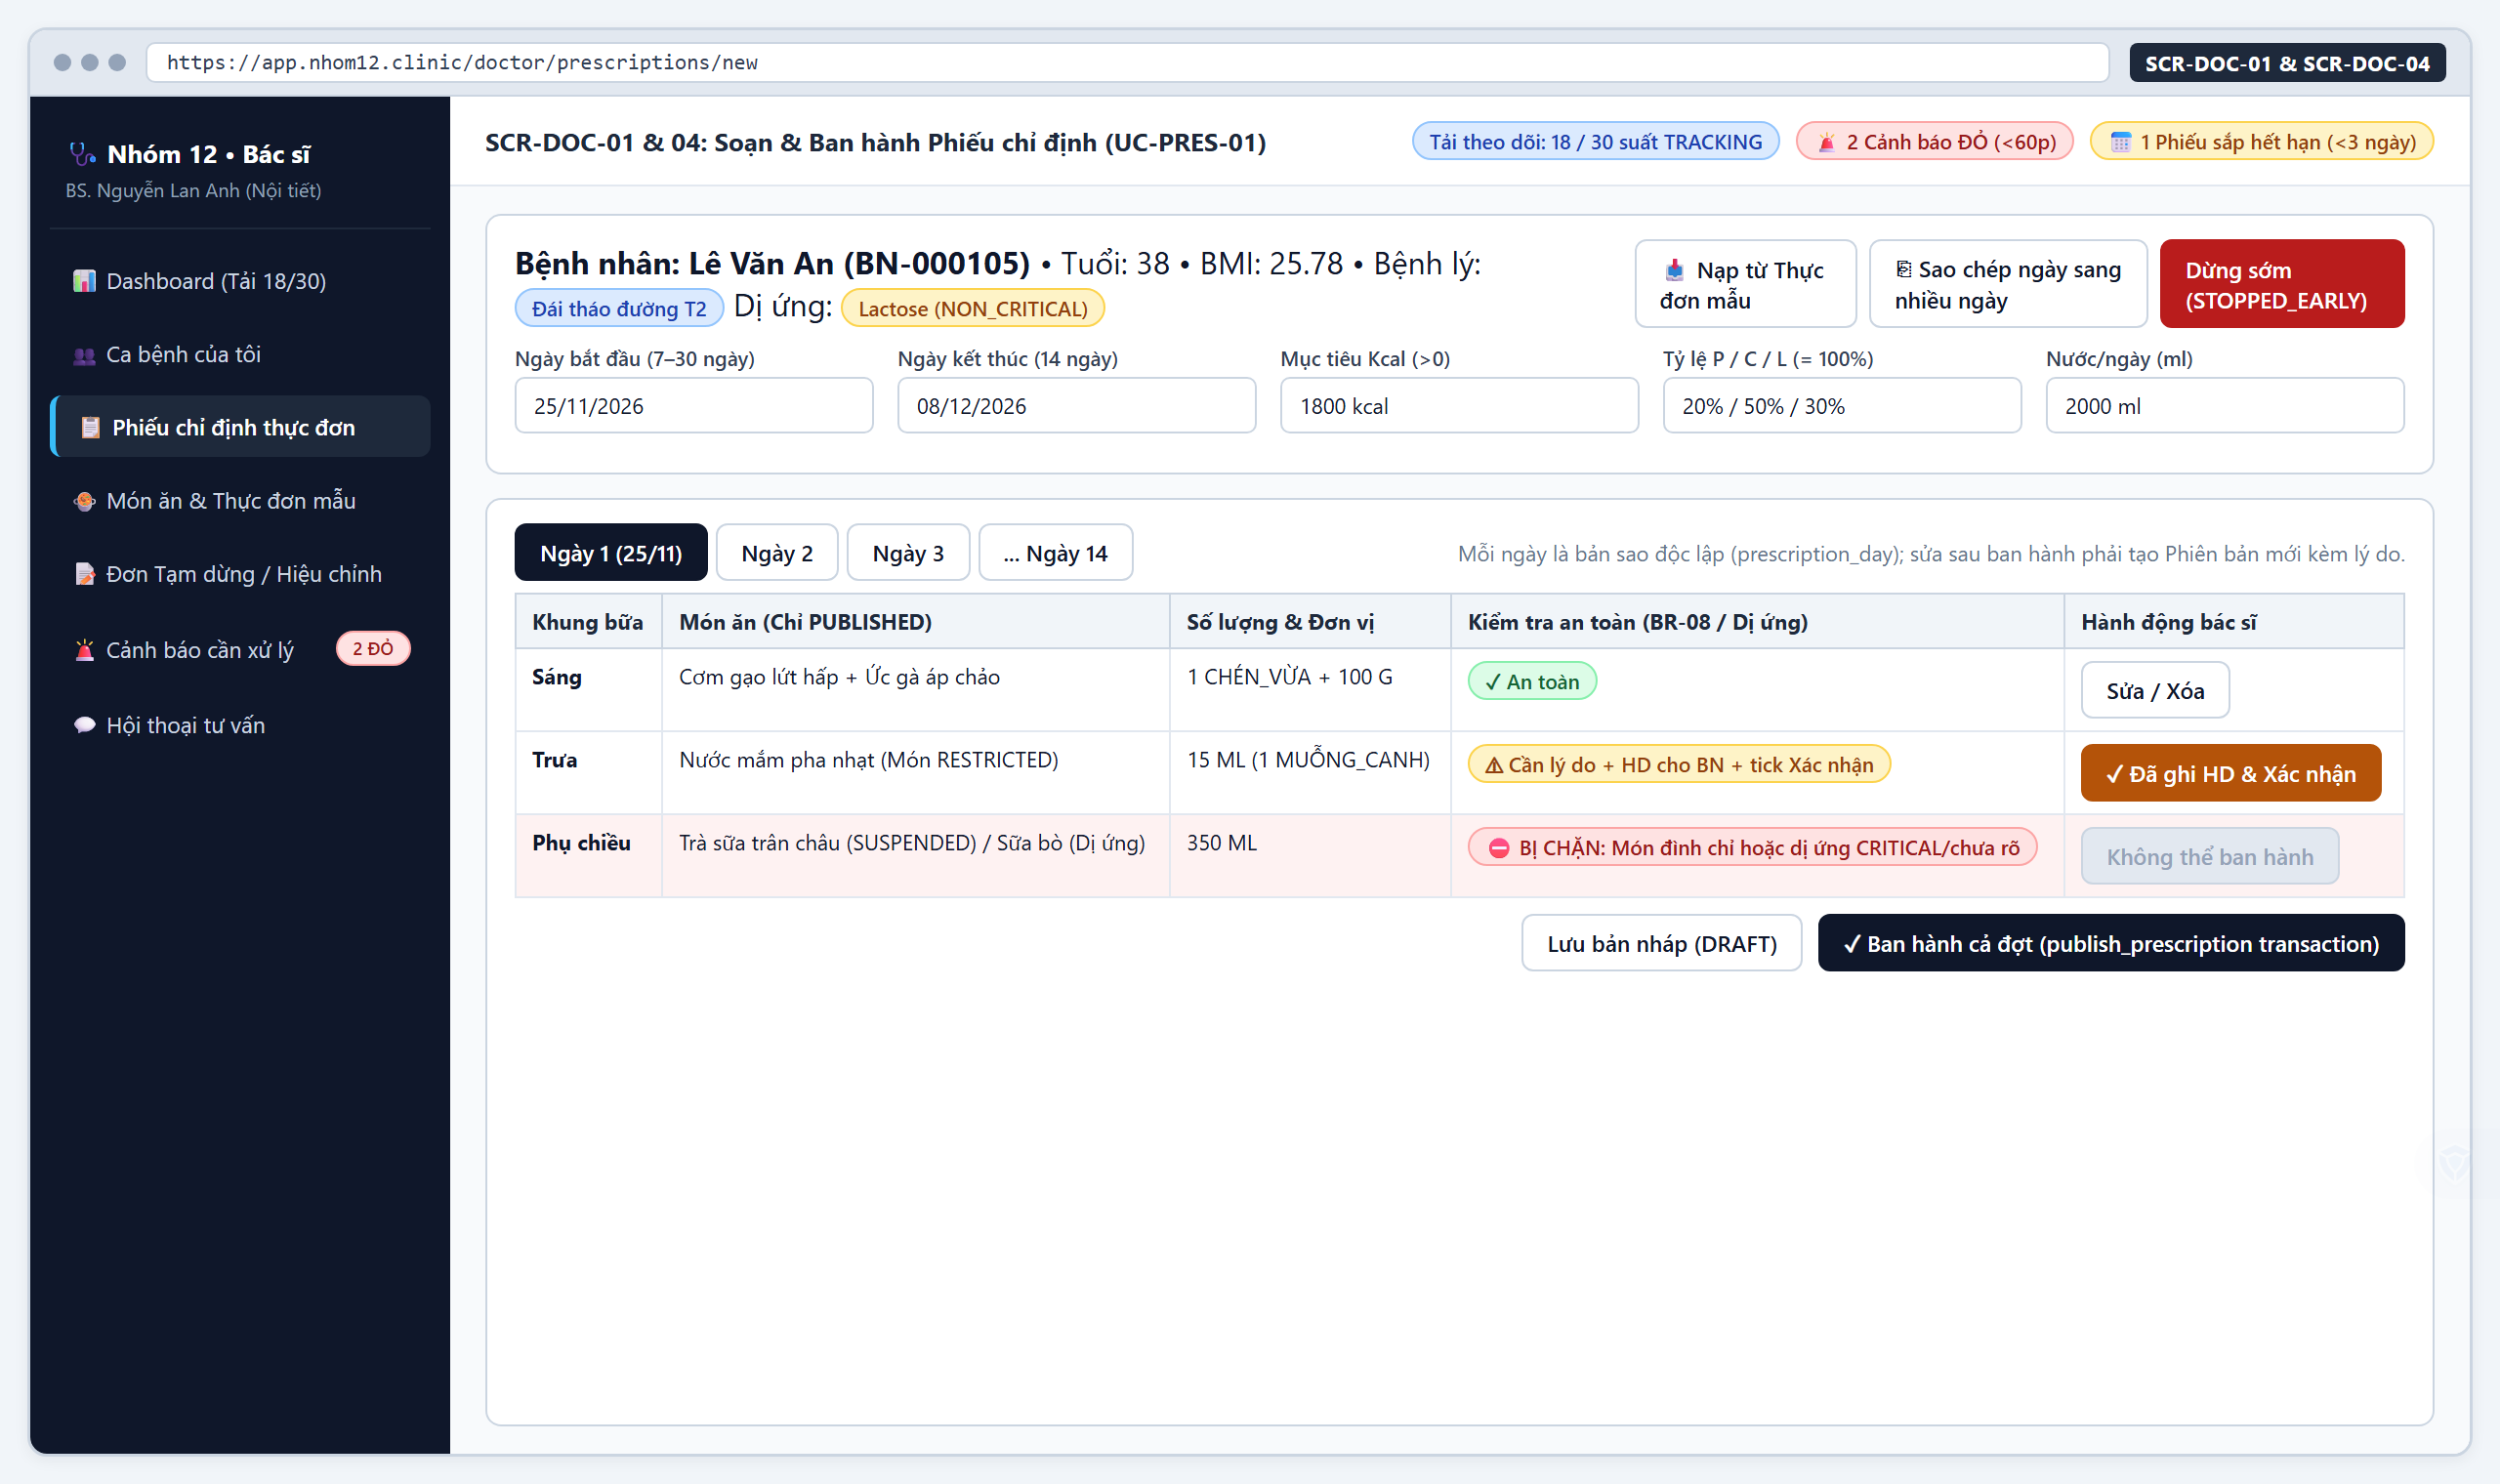 https://app.nhom12.clinic/doctor/prescriptions/new
SCR-DOC-01 & SCR-DOC-04
Nhóm 12 • Bác sĩ
BS. Nguyễn Lan Anh (Nội tiết)
Dashboard (Tải 18/30)
Ca bệnh của tôi
Phiếu chỉ định thực đơn
Món ăn & Thực đơn mẫu
Đơn Tạm dừng / Hiệu chỉnh
Cảnh báo cần xử lý 2 ĐỎ
Hội thoại tư vấn
SCR-DOC-01 & 04: Soạn & Ban hành Phiếu chỉ định (UC-PRES-01)
Tải theo dõi: 18 / 30 suất TRACKING
2 Cảnh báo ĐỎ (<60p)
1 Phiếu sắp hết hạn (<3 ngày)
Bệnh nhân: Lê Văn An (BN-000105) • Tuổi: 38 • BMI: 25.78 • Bệnh lý:
Đái tháo đường T2 Dị ứng: Lactose (NON_CRITICAL)
Nạp từ Thực
đơn mẫu
Sao chép ngày sang
nhiều ngày
Dừng sớm
(STOPPED_EARLY)
Ngày bắt đầu (7–30 ngày)
25/11/2026
Ngày kết thúc (14 ngày)
08/12/2026
Mục tiêu Kcal (>0)
1800 kcal
Tỷ lệ P / C / L (= 100%)
20% / 50% / 30%
Nước/ngày (ml)
2000 ml
Ngày 1 (25/11) Ngày 2 Ngày 3 ... Ngày 14
Mỗi ngày là bản sao độc lập (prescription_day); sửa sau ban hành phải tạo Phiên bản mới kèm lý do.
Khung bữa Món ăn (Chỉ PUBLISHED) Số lượng & Đơn vị Kiểm tra an toàn (BR-08 / Dị ứng) Hành động bác sĩ
Sáng Cơm gạo lứt hấp + Ức gà áp chảo 1 CHÉN_VỪA + 100 G ✓ An toàn Sửa / Xóa
Trưa Nước mắm pha nhạt (Món RESTRICTED) 15 ML (1 MUỖNG_CANH) ⚠ Cần lý do + HD cho BN + tick Xác nhận ✓ Đã ghi HD & Xác nhận
Phụ chiều Trà sữa trân châu (SUSPENDED) / Sữa bò (Dị ứng) 350 ML ⛔ BỊ CHẶN: Món đình chỉ hoặc dị ứng CRITICAL/chưa rõ Không thể ban hành
Lưu bản nháp (DRAFT) ✓ Ban hành cả đợt (publish_prescription transaction)